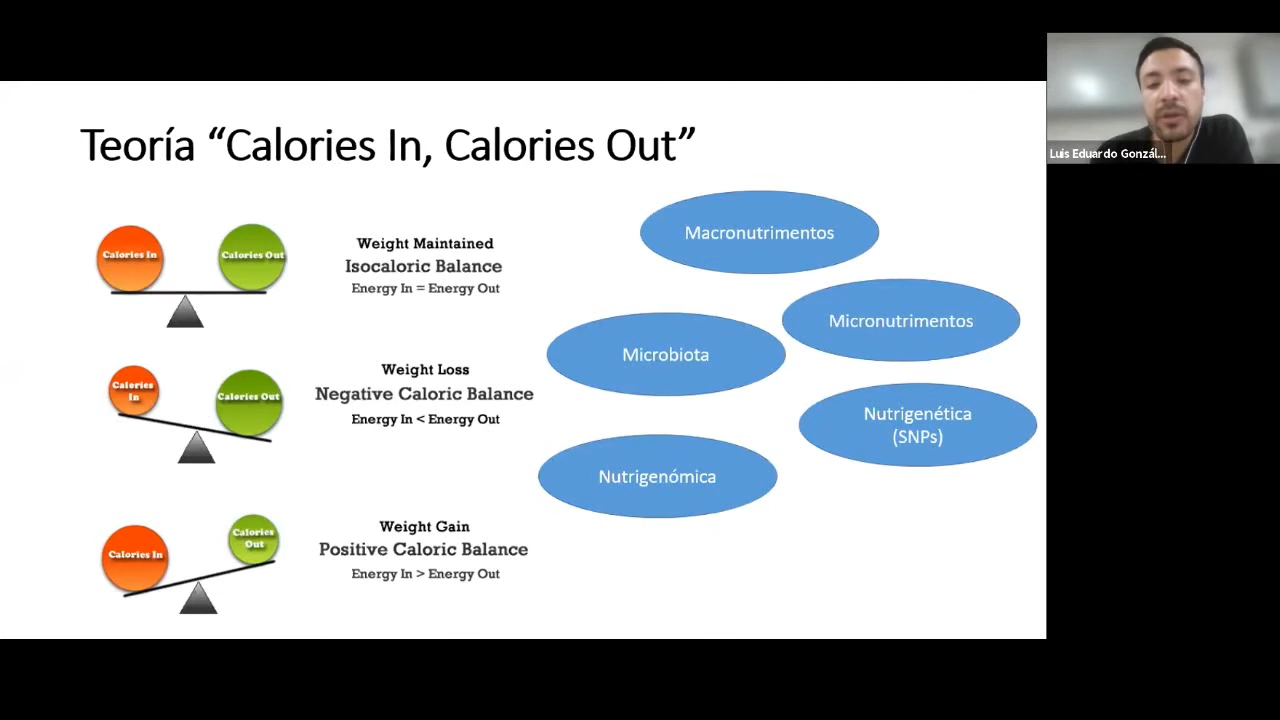 Teoría “Calories In, Calories Out”
Calories In
Calories Out
Weight Maintained
Isocaloric Balance
Energy In = Energy Out
Calories
In
Calories Out
Weight Loss
Negative Caloric Balance
Energy In < Energy Out
Calories In
Calories
Out
Weight Gain
Positive Caloric Balance
Energy In > Energy Out
Macronutrimentos
Micronutrimentos
Microbiota
Nutrigenética
(SNPs)
Nutrigenómica
Luis Eduardo Gonzál...